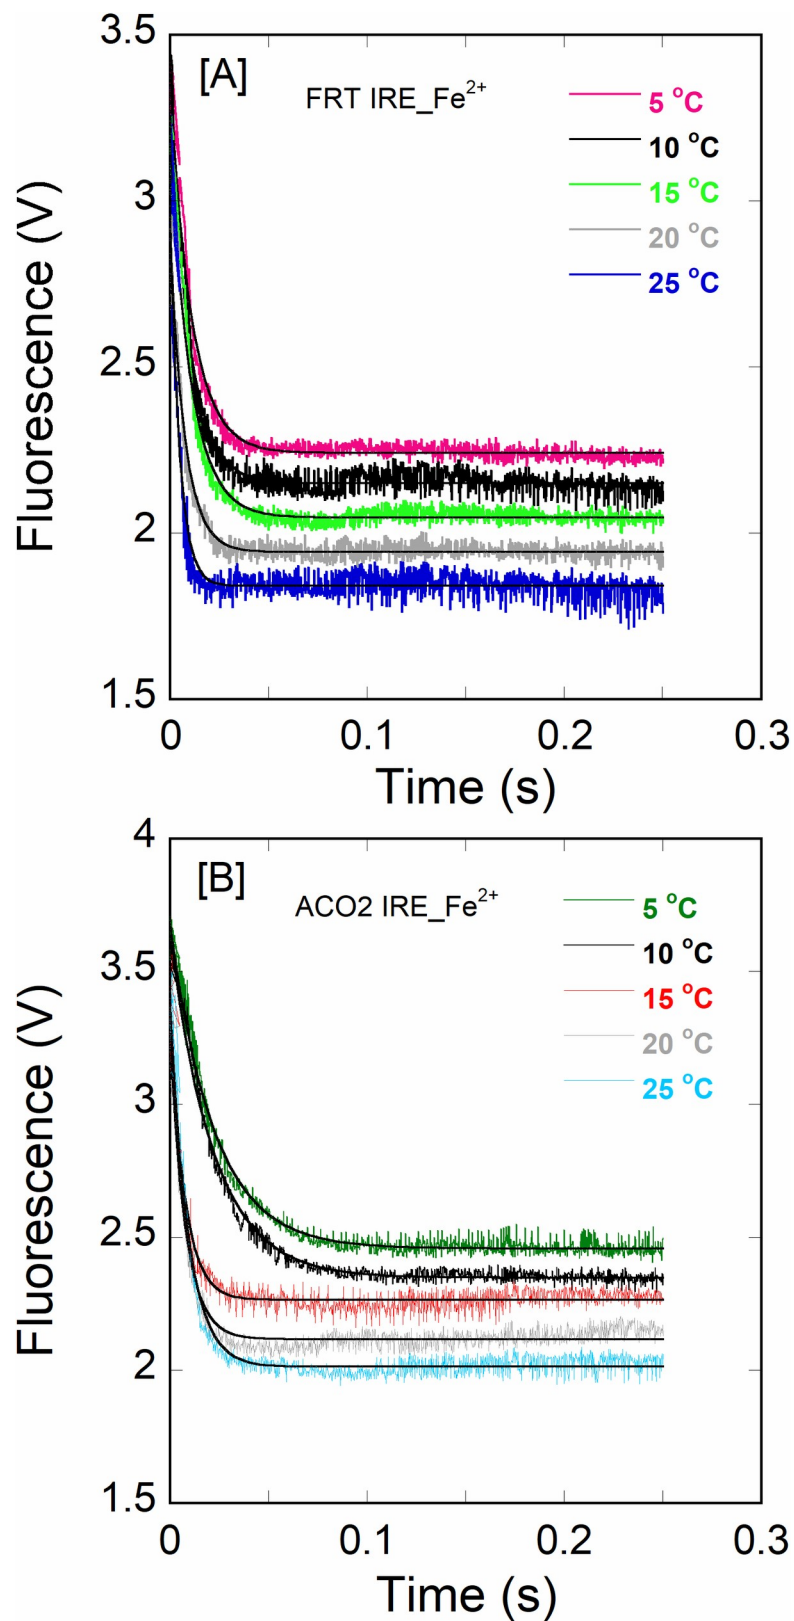 3.5
[A]
FRT IRE_Fe²⁺
5 °C
10 °C
15 °C
20 °C
25 °C
3
2.5
2
1.5
Fluorescence (V)
0 0.1 0.2 0.3
Time (s)
4
[B]
ACO2 IRE_Fe²⁺
5 °C
10 °C
15 °C
20 °C
25 °C
3.5
3
2.5
2
1.5
Fluorescence (V)
0 0.1 0.2 0.3
Time (s)